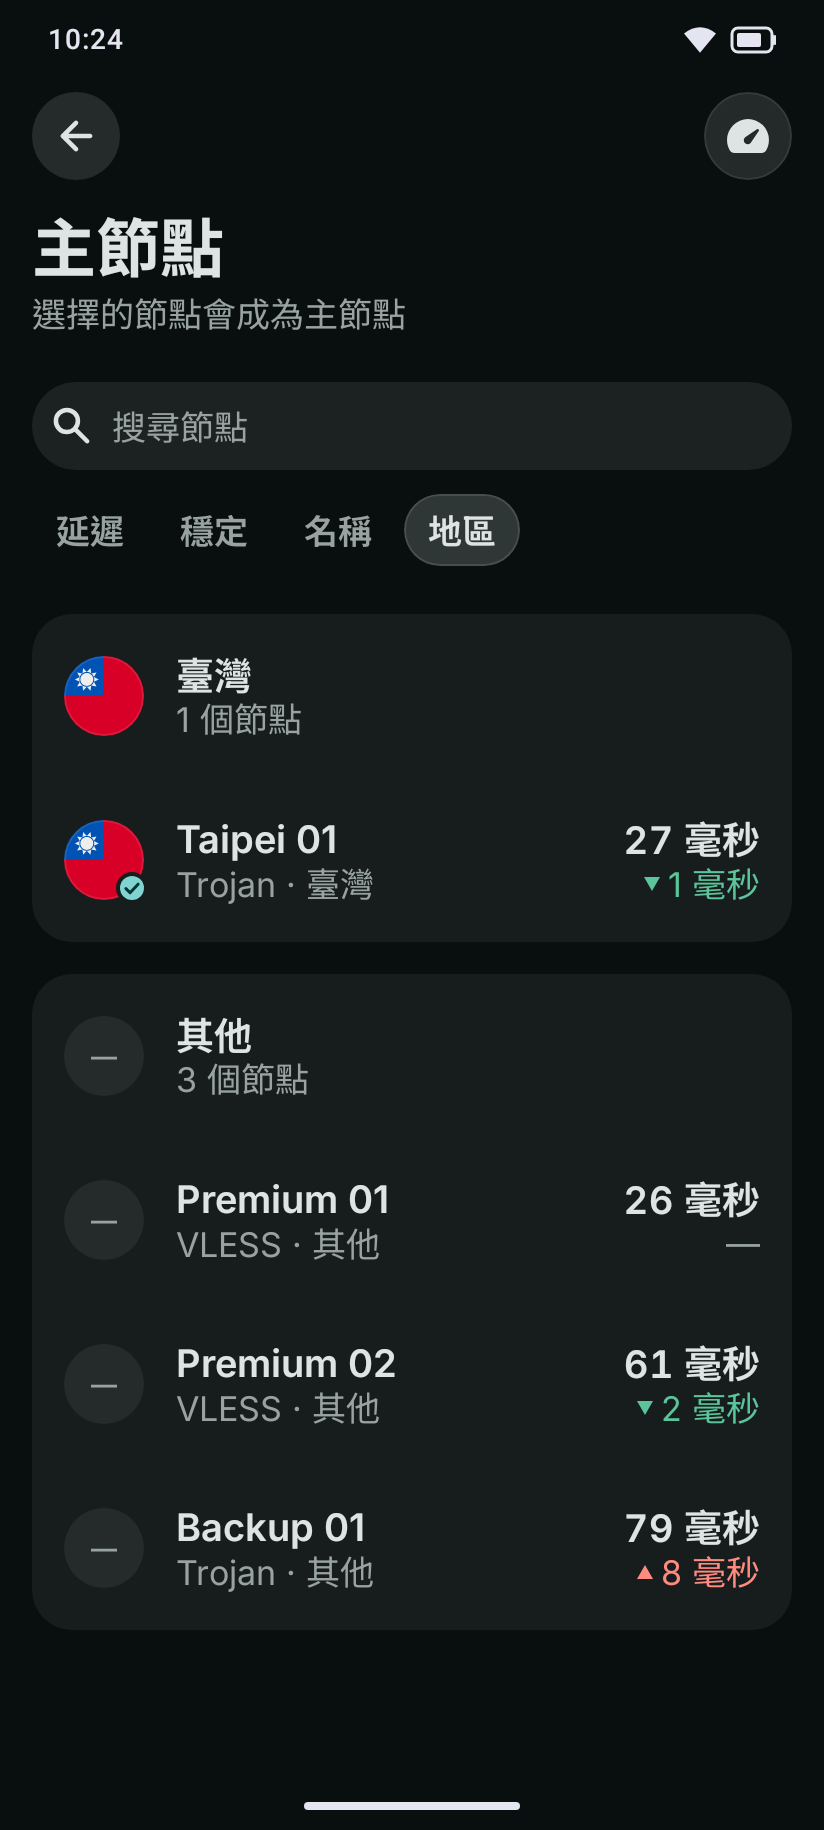 10:24
主節點
選擇的節點會成為主節點
搜尋節點
延遲 穩定 名稱 地區
臺灣
1 個節點
Taipei 01 27 毫秒
Trojan · 臺灣 ▼1 毫秒
— 其他
3 個節點
— Premium 01 26 毫秒
VLESS · 其他 —
— Premium 02 61 毫秒
VLESS · 其他 ▼2 毫秒
— Backup 01 79 毫秒
Trojan · 其他 ▲8 毫秒